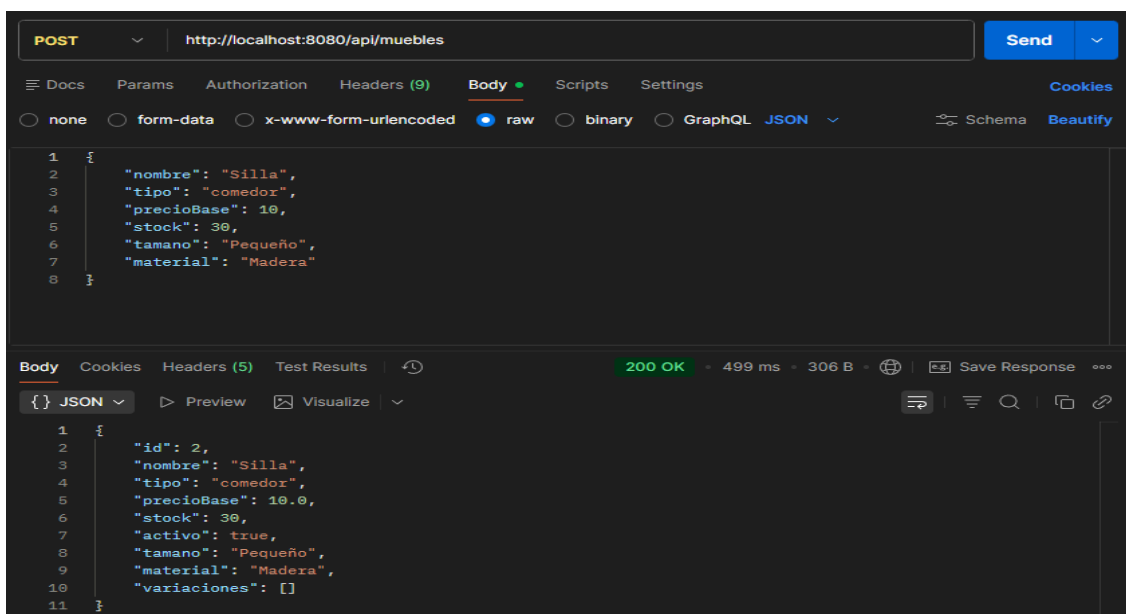 POST http://localhost:8080/api/muebles Send
Docs Params Authorization Headers (9) Body Scripts Settings Cookies
none form-data x-www-form-urlencoded raw binary GraphQL JSON Schema Beautify
1 {
2 "nombre": "Silla",
3 "tipo": "comedor",
4 "precioBase": 10,
5 "stock": 30,
6 "tamano": "Pequeño",
7 "material": "Madera"
8 }
Body Cookies Headers (5) Test Results 200 OK • 499 ms • 306 B • e.g. Save Response
{} JSON Preview Visualize
1 {
2 "id": 2,
3 "nombre": "Silla",
4 "tipo": "comedor",
5 "precioBase": 10.0,
6 "stock": 30,
7 "activo": true,
8 "tamano": "Pequeño",
9 "material": "Madera",
10 "variaciones": []
11 }